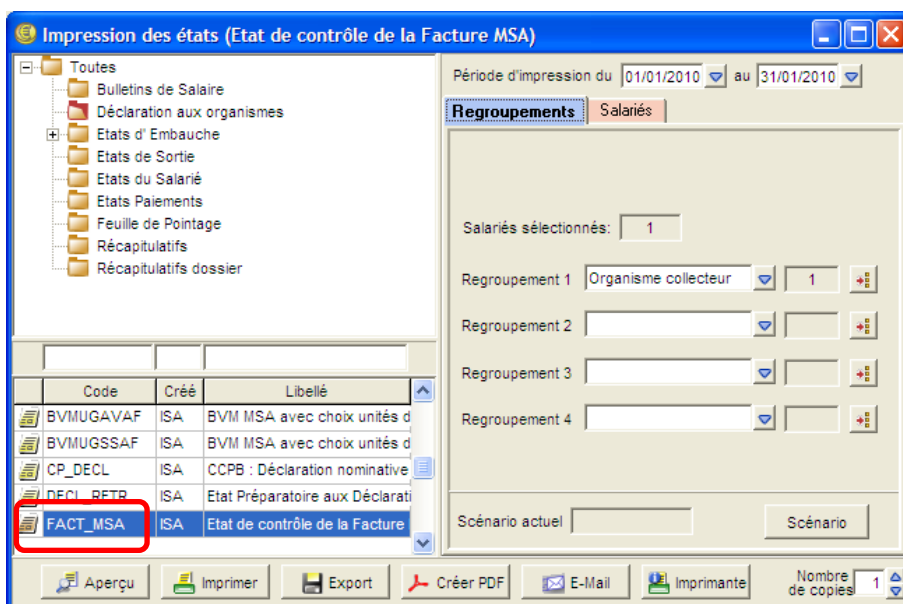 Impression des états (Etat de contrôle de la Facture MSA)
Toutes
Bulletins de Salaire
Déclaration aux organismes
Etats d' Embauche
Etats de Sortie
Etats du Salarié
Etats Paiements
Feuille de Pointage
Récapitulatifs
Récapitulatifs dossier
Code Créé Libellé
BVMUGAVAF ISA BVM MSA avec choix unités d
BVMUGSSAF ISA BVM MSA avec choix unités d
CP_DECL ISA CCPB : Déclaration nominative
DECL_RETR ISA Etat Préparatoire aux Déclarati
FACT_MSA ISA Etat de contrôle de la Facture
Période d'impression du 01/01/2010 au 31/01/2010
Regroupements Salariés
Salariés sélectionnés: 1
Regroupement 1 Organisme collecteur 1
Regroupement 2
Regroupement 3
Regroupement 4
Scénario actuel Scénario
Aperçu Imprimer Export Créer PDF E-Mail Imprimante Nombre de copies 1